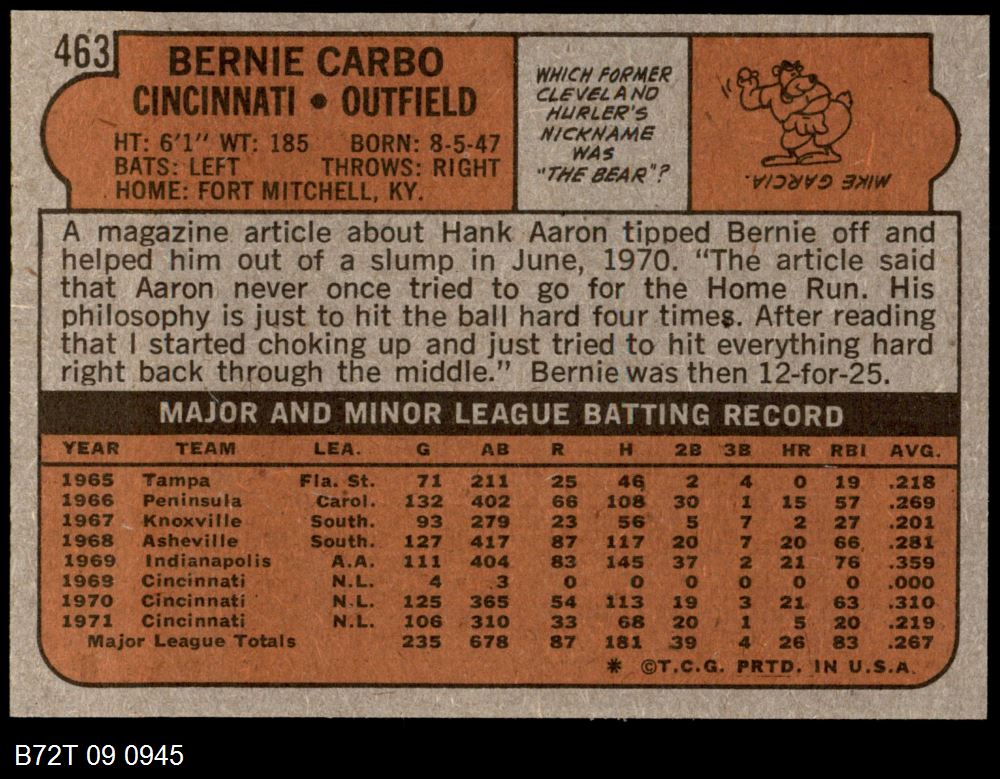 463
BERNIE CARBO
CINCINNATI • OUTFIELD
HT: 6'1" WT: 185 BORN: 8-5-47
BATS: LEFT THROWS: RIGHT
HOME: FORT MITCHELL, KY.
WHICH FORMER
CLEVELAND
HURLER'S
NICKNAME
WAS
"THE BEAR"?
MIKE GARCIA.
A magazine article about Hank Aaron tipped Bernie off and
helped him out of a slump in June, 1970. "The article said
that Aaron never once tried to go for the Home Run. His
philosophy is just to hit the ball hard four times. After reading
that I started choking up and just tried to hit everything hard
right back through the middle." Bernie was then 12-for-25.
MAJOR AND MINOR LEAGUE BATTING RECORD
YEAR TEAM LEA. G AB R H 2B 3B HR RBI AVG.
1965 Tampa Fla. St. 71 211 25 46 2 4 0 19 .218
1966 Peninsula Carol. 132 402 66 108 30 1 15 57 .269
1967 Knoxville South. 93 279 23 56 5 7 2 27 .201
1968 Asheville South. 127 417 87 117 20 7 20 66 .281
1969 Indianapolis A.A. 111 404 83 145 37 2 21 76 .359
1969 Cincinnati N.L. 4 3 0 0 0 0 0 0 .000
1970 Cincinnati N.L. 125 365 54 113 19 3 21 63 .310
1971 Cincinnati N.L. 106 310 33 68 20 1 5 20 .219
Major League Totals 235 678 87 181 39 4 26 83 .267
* ©T.C.G. PRTD. IN U.S.A.
B72T 09 0945